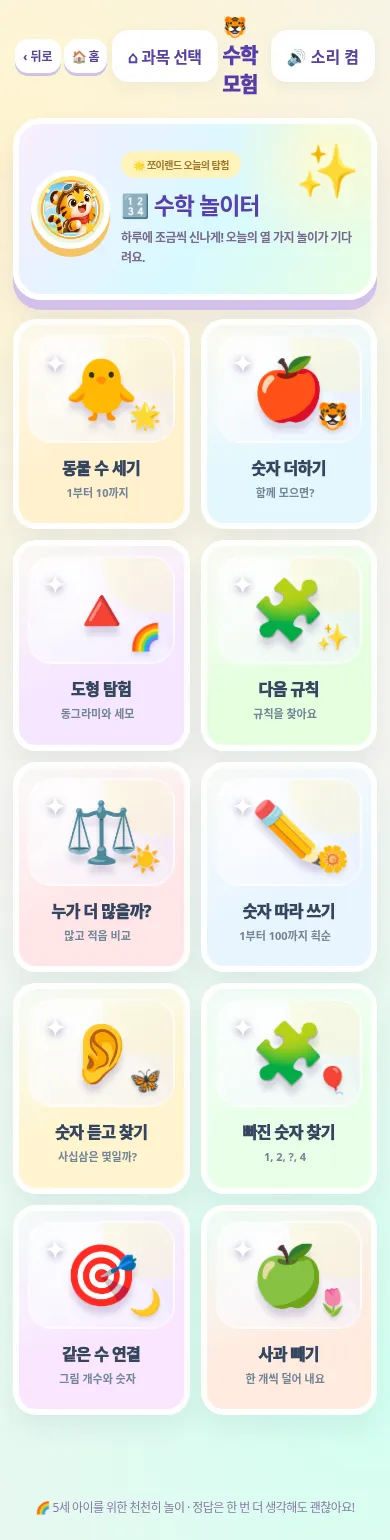 ‹ 뒤로
🏠 홈
⌂ 과목 선택
🐯
수학
모험
🔊 소리 켬
🌟 쪼이랜드 오늘의 탐험
🔢 수학 놀이터
하루에 조금씩 신나게! 오늘의 열 가지 놀이가 기다
려요.
동물 수 세기
1부터 10까지
숫자 더하기
함께 모으면?
도형 탐험
동그라미와 세모
다음 규칙
규칙을 찾아요
누가 더 많을까?
많고 적음 비교
숫자 따라 쓰기
1부터 100까지 획순
숫자 듣고 찾기
사십삼은 몇일까?
빠진 숫자 찾기
1, 2, ?, 4
같은 수 연결
그림 개수와 숫자
사과 빼기
한 개씩 덜어 내요
🌈 5세 아이를 위한 천천히 놀이 · 정답은 한 번 더 생각해도 괜찮아요!